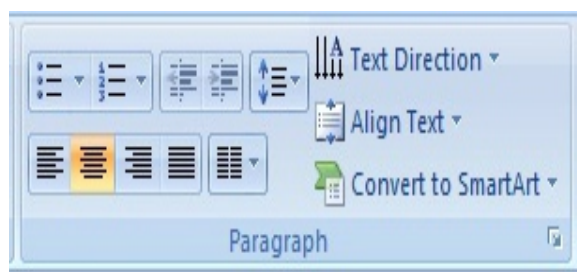 Text Direction
Align Text
Convert to SmartArt
Paragraph